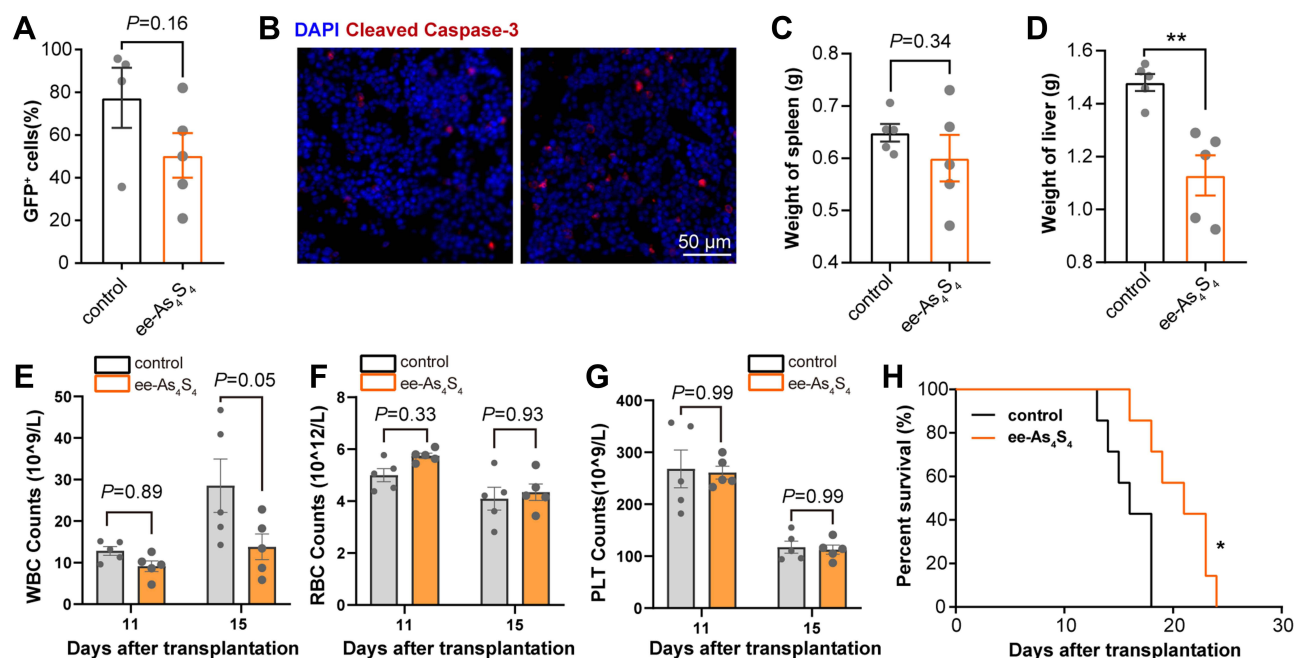 A
P=0.16
GFP⁺ cells(%)
100
80
60
40
20
0
control
ee-As₄S₄
B
DAPI Cleaved Caspase-3
50 µm
C
P=0.34
Weight of spleen (g)
0.8
0.7
0.6
0.5
0.4
control
ee-As₄S₄
D
**
Weight of liver (g)
1.6
1.4
1.2
1.0
0.8
control
ee-As₄S₄
E
control
ee-As₄S₄
P=0.89
P=0.05
WBC Counts (10^9/L)
50
40
30
20
10
0
11
15
Days after transplantation
F
control
ee-As₄S₄
P=0.33
P=0.93
RBC Counts (10^12/L)
8
6
4
2
0
11
15
Days after transplantation
G
control
ee-As₄S₄
P=0.99
P=0.99
PLT Counts(10^9/L)
400
300
200
100
0
11
15
Days after transplantation
H
control
ee-As₄S₄
*
Percent survival (%)
100
80
60
40
20
0
0
10
20
30
Days after transplantation